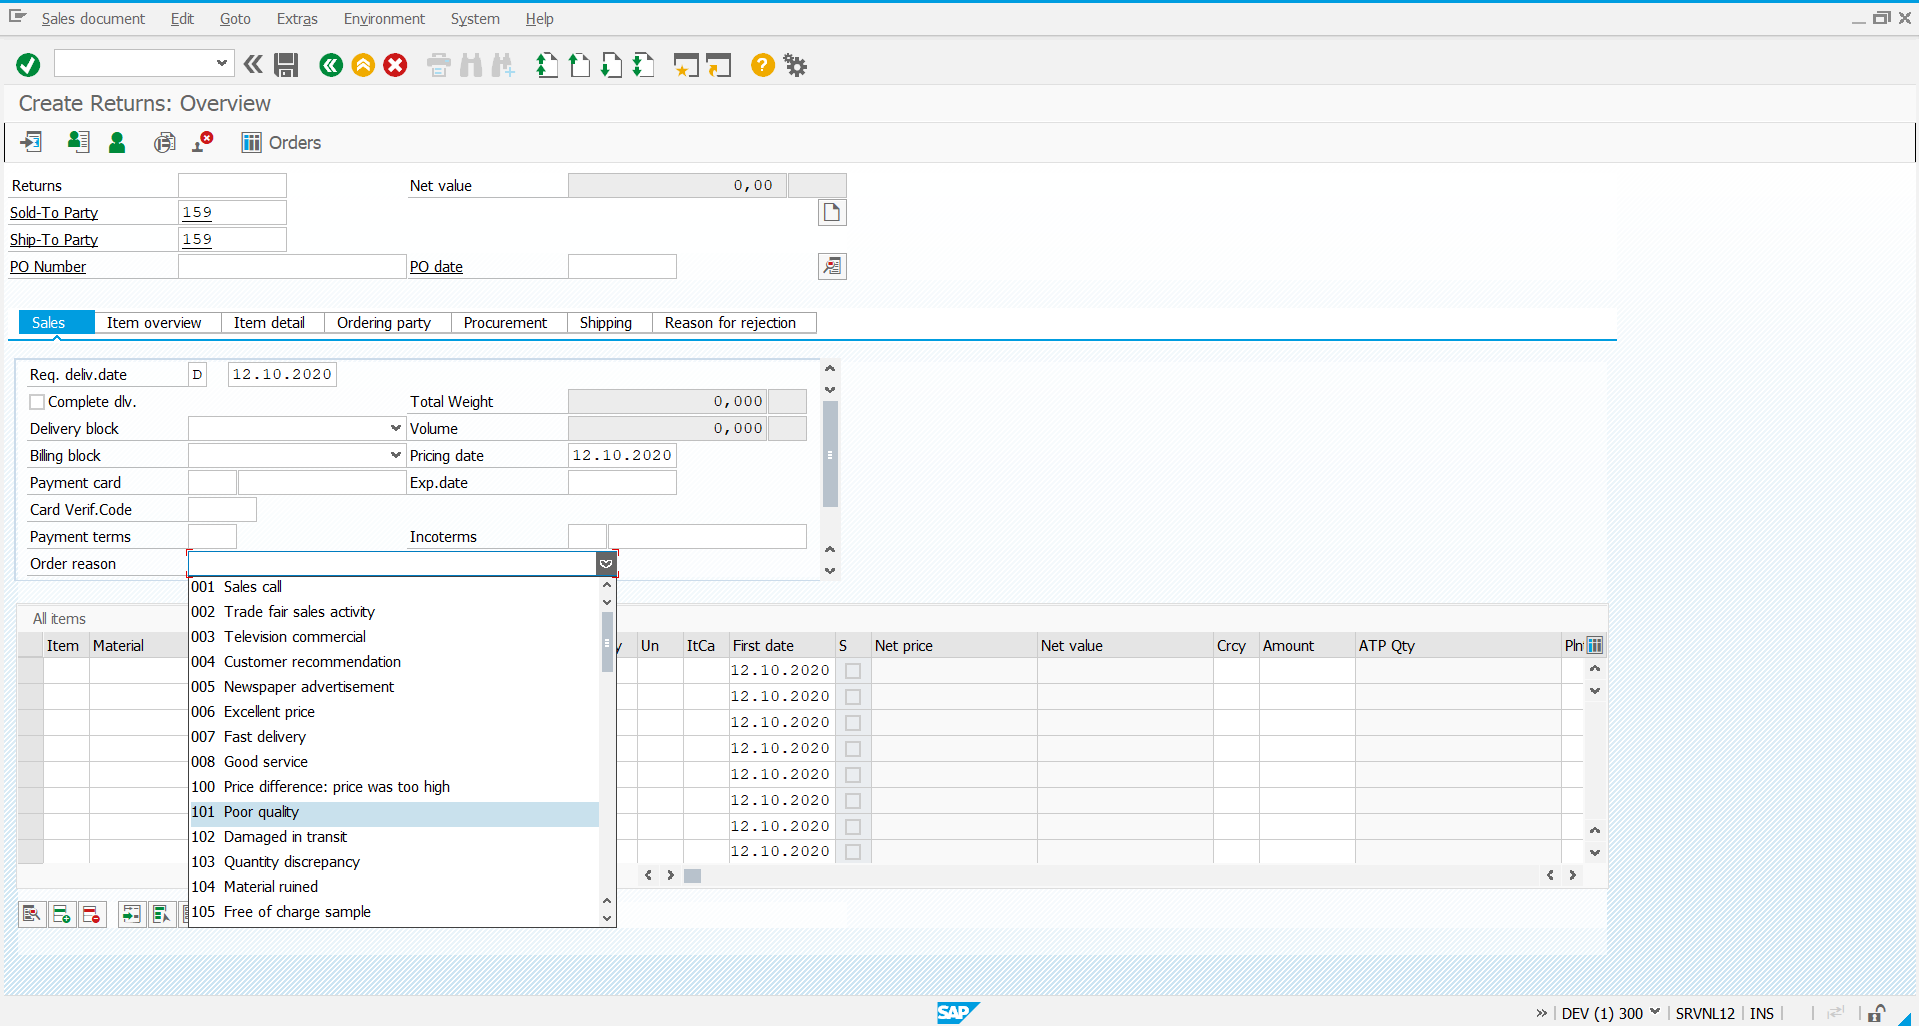 Sales document Edit Goto Extras Environment System Help
Create Returns: Overview
Orders
Returns Net value 0,00
Sold-To Party 159
Ship-To Party 159
PO Number PO date
Sales Item overview Item detail Ordering party Procurement Shipping Reason for rejection
Req. deliv.date D 12.10.2020
Complete dlv. Total Weight 0,000
Delivery block Volume 0,000
Billing block Pricing date 12.10.2020
Payment card Exp.date
Card Verif.Code
Payment terms Incoterms
Order reason
001 Sales call
002 Trade fair sales activity
003 Television commercial
004 Customer recommendation
005 Newspaper advertisement
006 Excellent price
007 Fast delivery
008 Good service
100 Price difference: price was too high
101 Poor quality
102 Damaged in transit
103 Quantity discrepancy
104 Material ruined
105 Free of charge sample
All items
Item Material y Un ItCa First date S Net price Net value Crcy Amount ATP Qty Pln
12.10.2020
12.10.2020
12.10.2020
12.10.2020
12.10.2020
12.10.2020
12.10.2020
12.10.2020
SAP DEV (1) 300 SRVNL12 INS